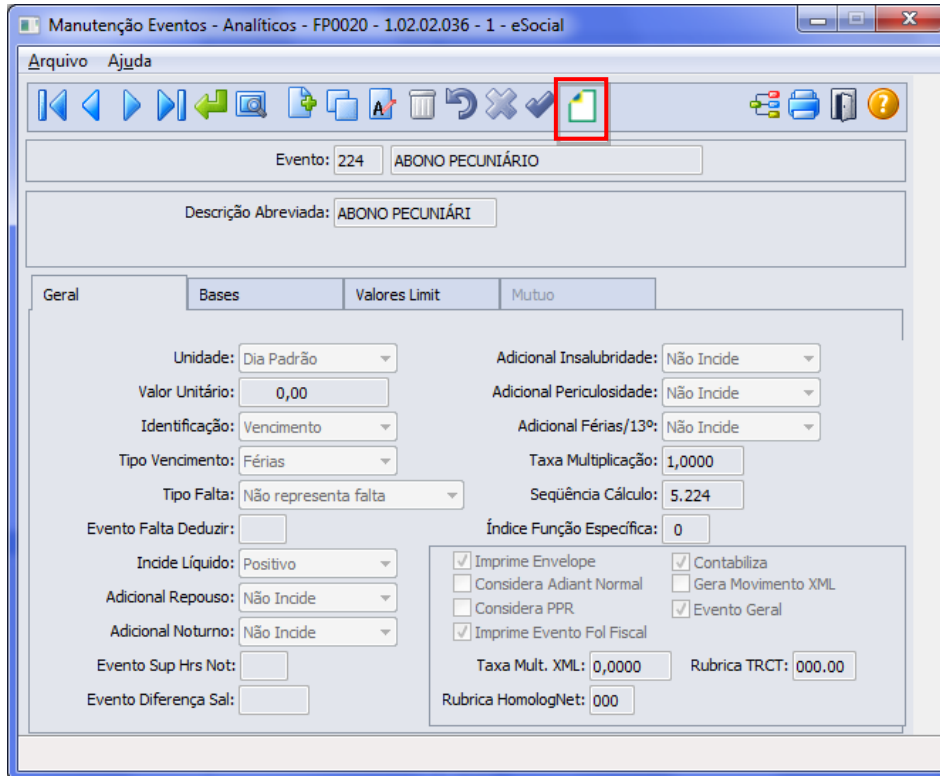 Manutenção Eventos - Analíticos - FP0020 - 1.02.02.036 - 1 - eSocial
Arquivo Ajuda
Evento: 224 ABONO PECUNIÁRIO
Descrição Abreviada: ABONO PECUNIÁRI
Geral Bases Valores Limit Mutuo
Unidade: Dia Padrão Adicional Insalubridade: Não Incide
Valor Unitário: 0,00 Adicional Periculosidade: Não Incide
Identificação: Vencimento Adicional Férias/13º: Não Incide
Tipo Vencimento: Férias Taxa Multiplicação: 1,0000
Tipo Falta: Não representa falta Seqüência Cálculo: 5.224
Evento Falta Deduzir: Índice Função Específica: 0
Incide Líquido: Positivo Imprime Envelope Contabiliza
Considera Adiant Normal Gera Movimento XML
Adicional Repouso: Não Incide Considera PPR Evento Geral
Adicional Noturno: Não Incide Imprime Evento Fol Fiscal
Evento Sup Hrs Not: Taxa Mult. XML: 0,0000 Rubrica TRCT: 000.00
Evento Diferença Sal: Rubrica HomologNet: 000